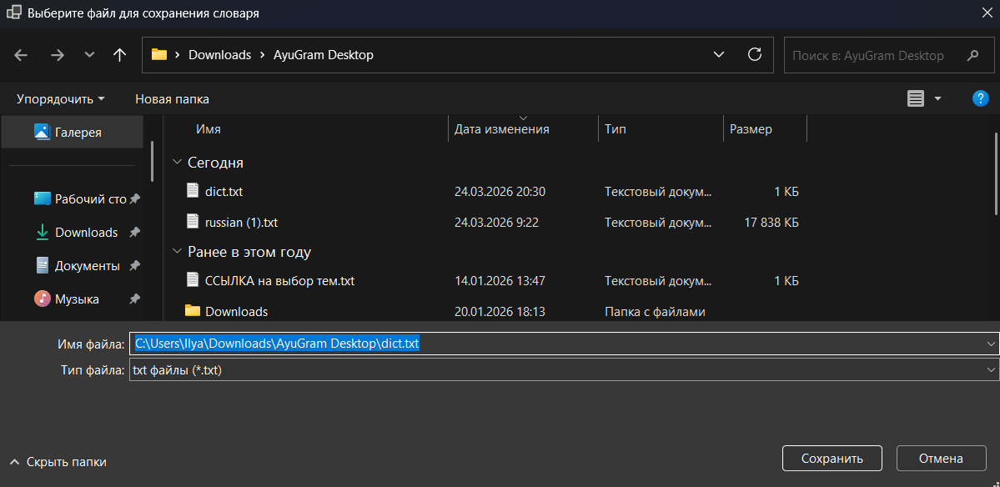 Выберите файл для сохранения словаря
Downloads AyuGram Desktop
Поиск в: AyuGram Desktop
Упорядочить Новая папка
Галерея
Рабочий сто
Downloads
Документы
Музыка
Имя Дата изменения Тип Размер
Сегодня
dict.txt 24.03.2026 20:30 Текстовый докум... 1 КБ
russian (1).txt 24.03.2026 9:22 Текстовый докум... 17 838 КБ
Ранее в этом году
ССЫЛКА на выбор тем.txt 14.01.2026 13:47 Текстовый докум... 1 КБ
Downloads 20.01.2026 18:13 Папка с файлами
Имя файла: C:\Users\Ilya\Downloads\AyuGram Desktop\dict.txt
Тип файла: txt файлы (*.txt)
Скрыть папки
Сохранить Отмена